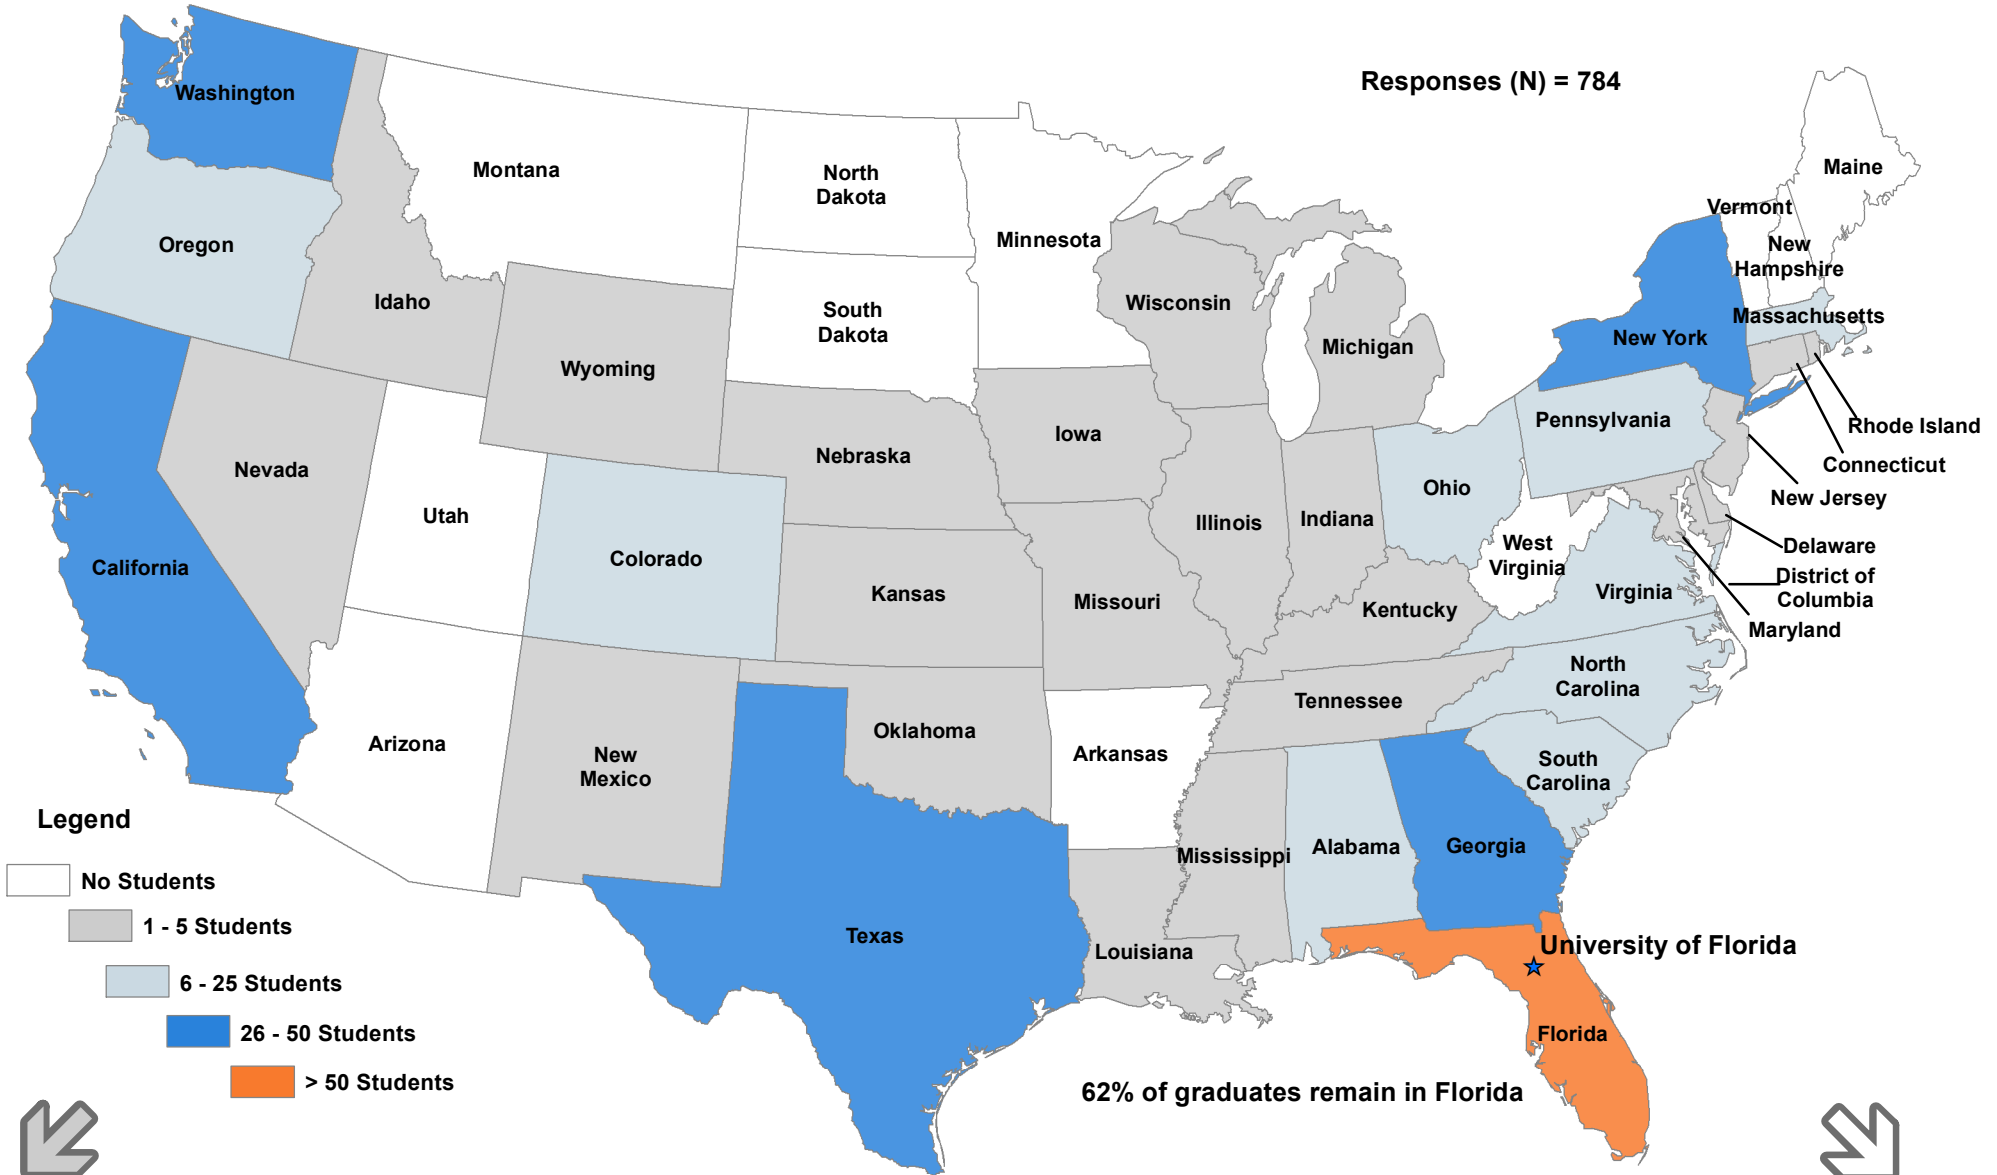 Responses (N) = 784
Washington
Montana
North
Dakota
Minnesota
Maine
Vermont
New
Hampshire
Oregon
Idaho
Wisconsin
South
Dakota
Massachusetts
New York
Michigan
Wyoming
Pennsylvania
Rhode Island
Iowa
Nebraska
Connecticut
Nevada
Ohio
New Jersey
Utah
Illinois
Indiana
West
Virginia
Delaware
Colorado
California
District of
Columbia
Kansas
Missouri
Kentucky
Virginia
Maryland
North
Carolina
Tennessee
Oklahoma
Arizona
New
Mexico
Arkansas
South
Carolina
Mississippi
Alabama
Georgia
Texas
Louisiana
University of Florida
Florida
Legend
No Students
1 - 5 Students
6 - 25 Students
26 - 50 Students
> 50 Students
62% of graduates remain in Florida